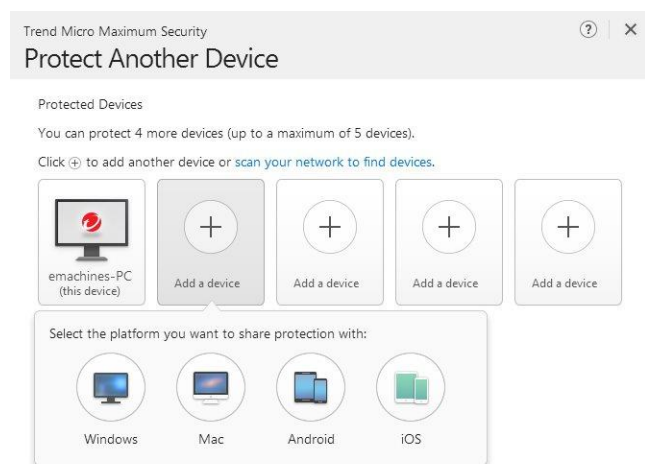 Trend Micro Maximum Security
?
Protect Another Device
Protected Devices
You can protect 4 more devices (up to a maximum of 5 devices).
Click + to add another device or scan your network to find devices.
emachines-PC
(this device)
Add a device
Add a device
Add a device
Add a device
Select the platform you want to share protection with:
Windows
Mac
Android
iOS